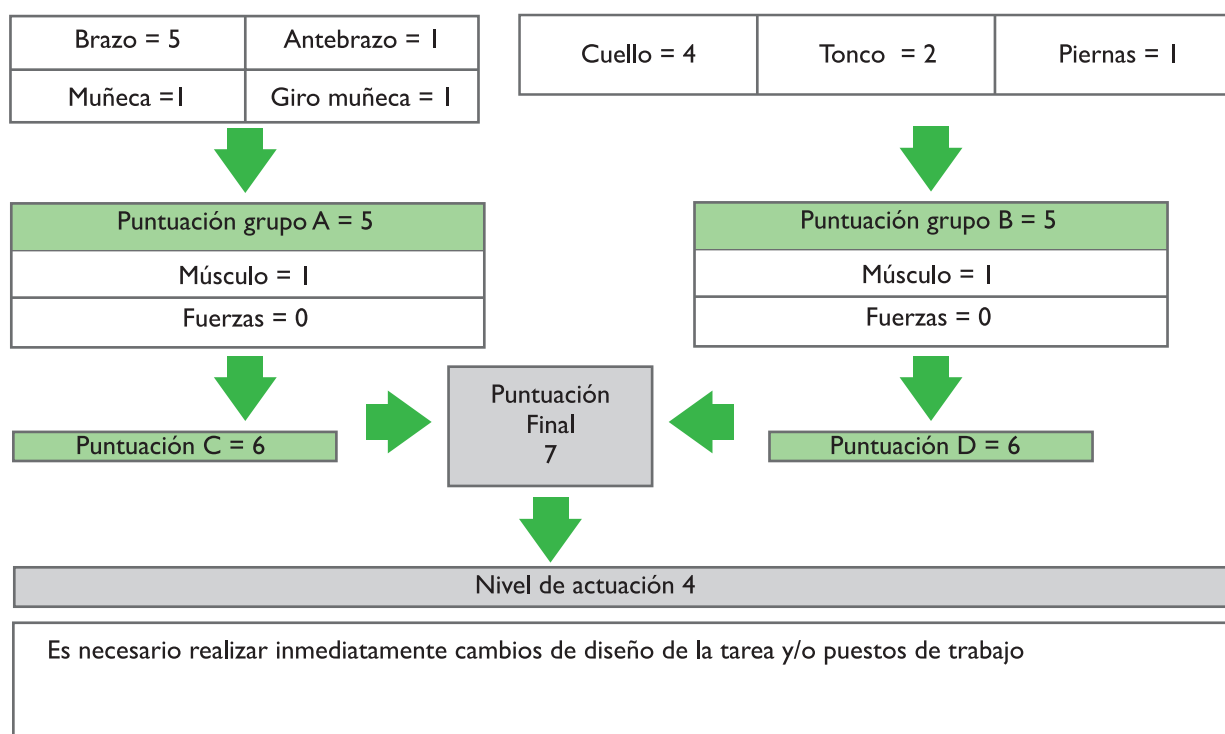 Brazo = 5
Antebrazo = 1
Muñeca =1
Giro muñeca = 1
Cuello = 4
Tonco = 2
Piernas = 1
Puntuación grupo A = 5
Músculo = 1
Fuerzas = 0
Puntuación grupo B = 5
Músculo = 1
Fuerzas = 0
Puntuación C = 6
Puntuación
Final
7
Puntuación D = 6
Nivel de actuación 4
Es necesario realizar inmediatamente cambios de diseño de la tarea y/o puestos de trabajo